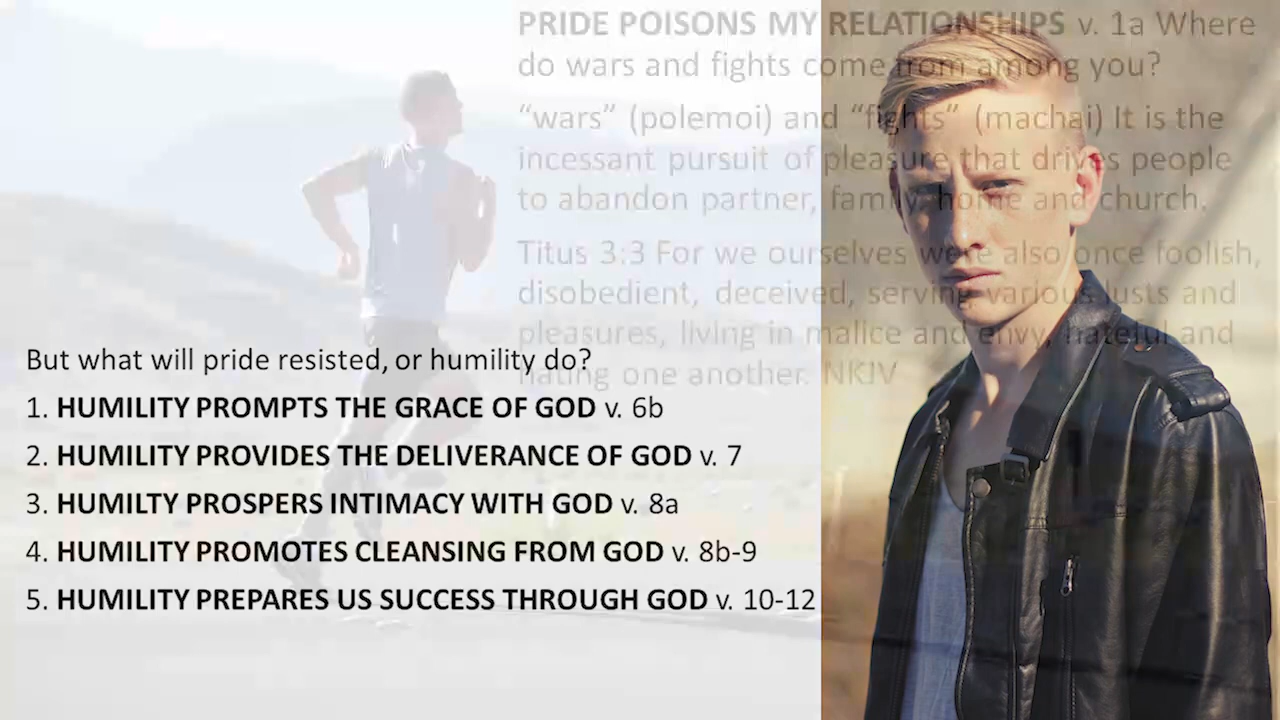 PRIDE POISONS MY RELATIONSHIPS v. 1a Where
do wars and fights come from among you?
“wars” (polemoi) and “fights” (machai) It is the
incessant pursuit of pleasure that drives people
to abandon partner, family, home and church.
Titus 3:3 For we ourselves were also once foolish,
disobedient, deceived, serving various lusts and
pleasures, living in malice and envy, hateful and
hating one another. NKJV
But what will pride resisted, or humility do?
1. HUMILITY PROMPTS THE GRACE OF GOD v. 6b
2. HUMILITY PROVIDES THE DELIVERANCE OF GOD v. 7
3. HUMILTY PROSPERS INTIMACY WITH GOD v. 8a
4. HUMILITY PROMOTES CLEANSING FROM GOD v. 8b-9
5. HUMILITY PREPARES US SUCCESS THROUGH GOD v. 10-12